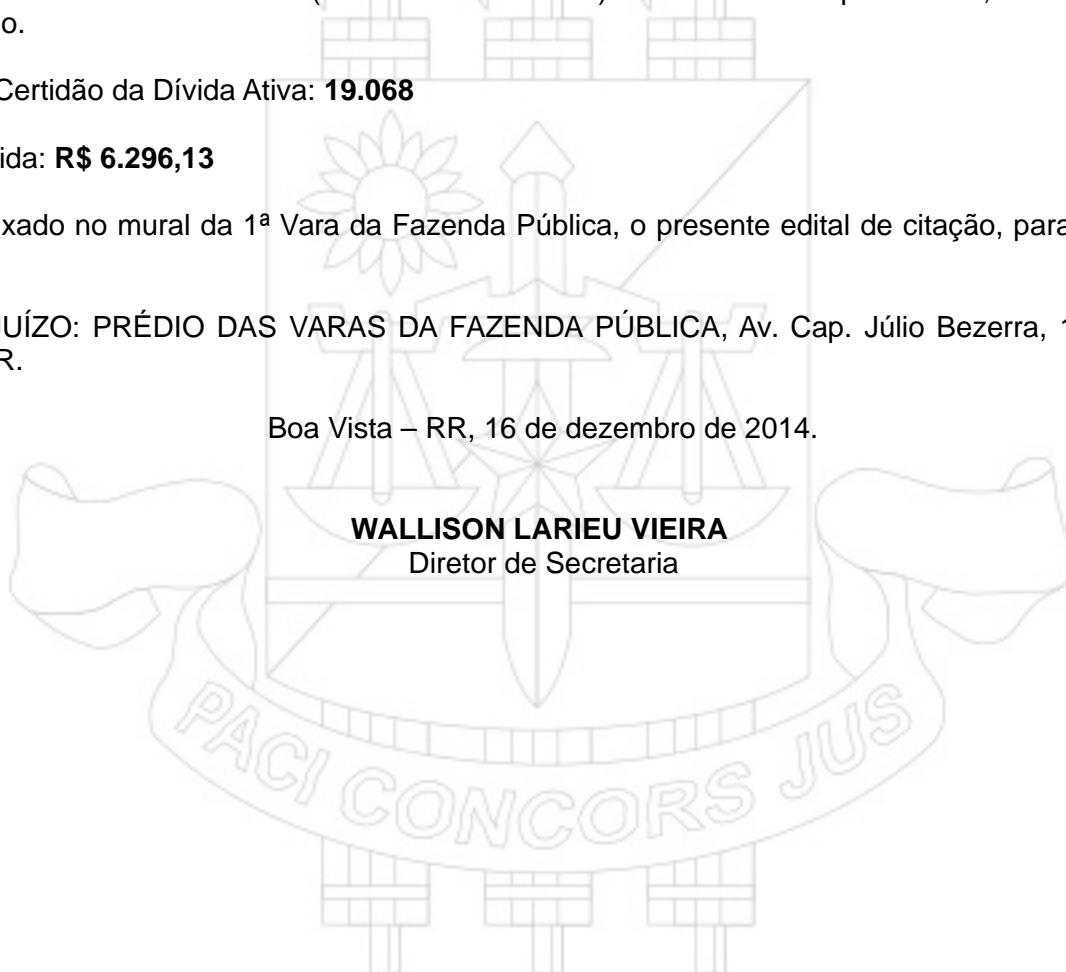 o.
Certidão da Dívida Ativa: 19.068
ida: R$ 6.296,13
xado no mural da 1ª Vara da Fazenda Pública, o presente edital de citação, para
UÍZO: PRÉDIO DAS VARAS DA FAZENDA PÚBLICA, Av. Cap. Júlio Bezerra, 1
R.
Boa Vista – RR, 16 de dezembro de 2014.
WALLISON LARIEU VIEIRA
Diretor de Secretaria
PACI CONCORS JUS